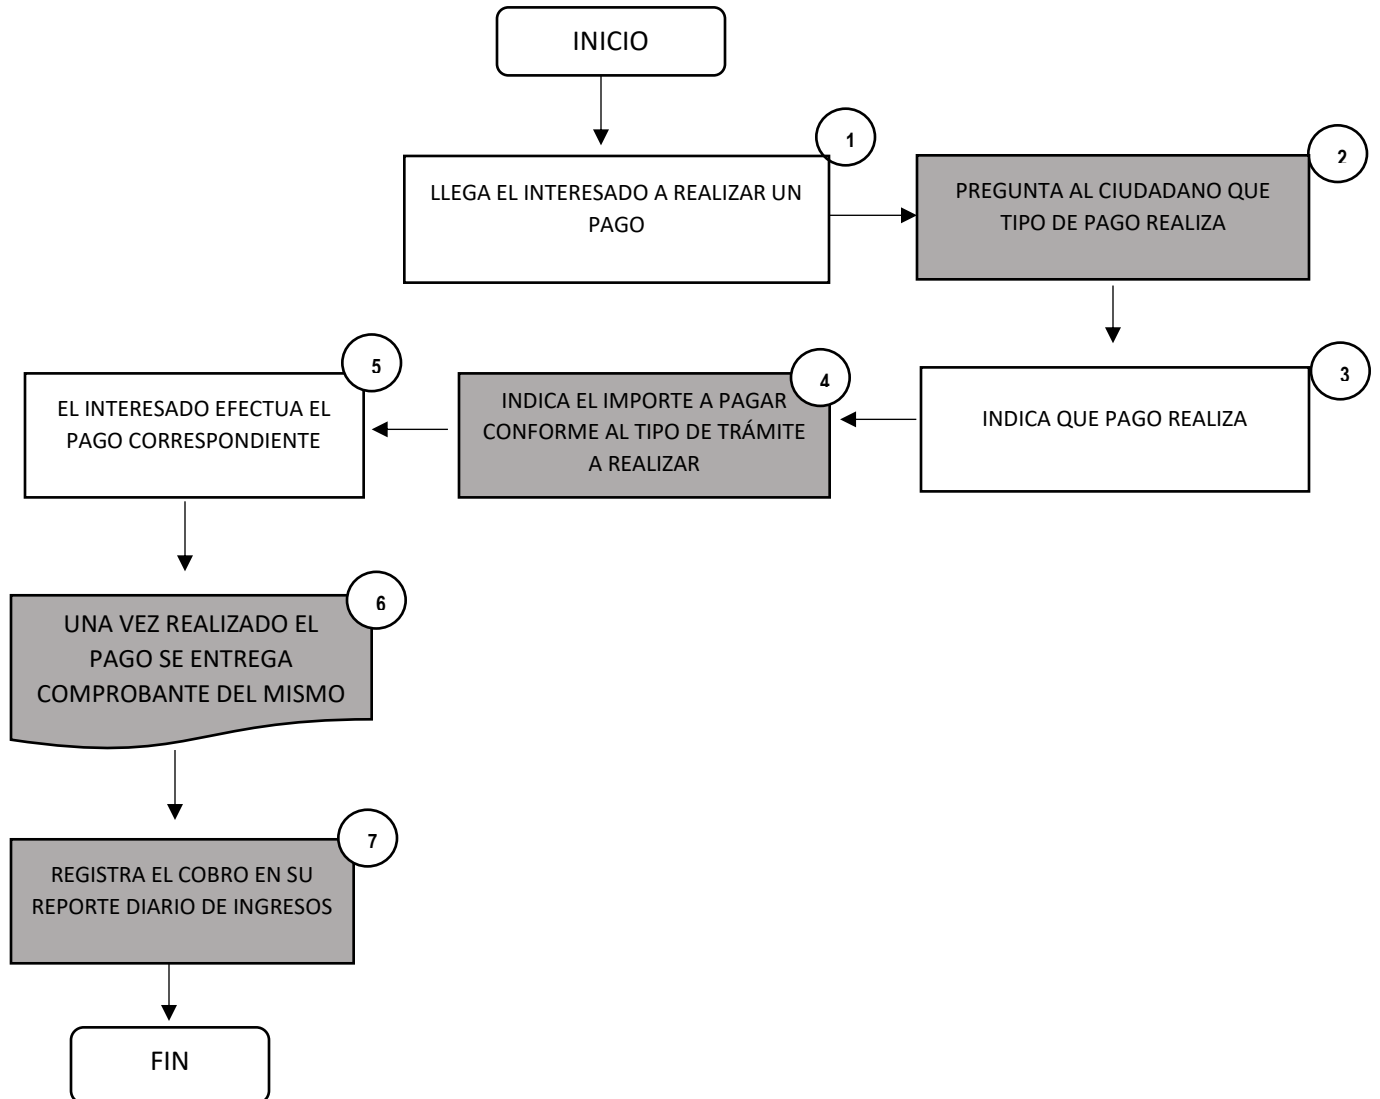 INICIO
1
LLEGA EL INTERESADO A REALIZAR UN
PAGO
2
PREGUNTA AL CIUDADANO QUE
TIPO DE PAGO REALIZA
3
INDICA QUE PAGO REALIZA
4
INDICA EL IMPORTE A PAGAR
CONFORME AL TIPO DE TRÁMITE
A REALIZAR
5
EL INTERESADO EFECTUA EL
PAGO CORRESPONDIENTE
6
UNA VEZ REALIZADO EL
PAGO SE ENTREGA
COMPROBANTE DEL MISMO
7
REGISTRA EL COBRO EN SU
REPORTE DIARIO DE INGRESOS
FIN